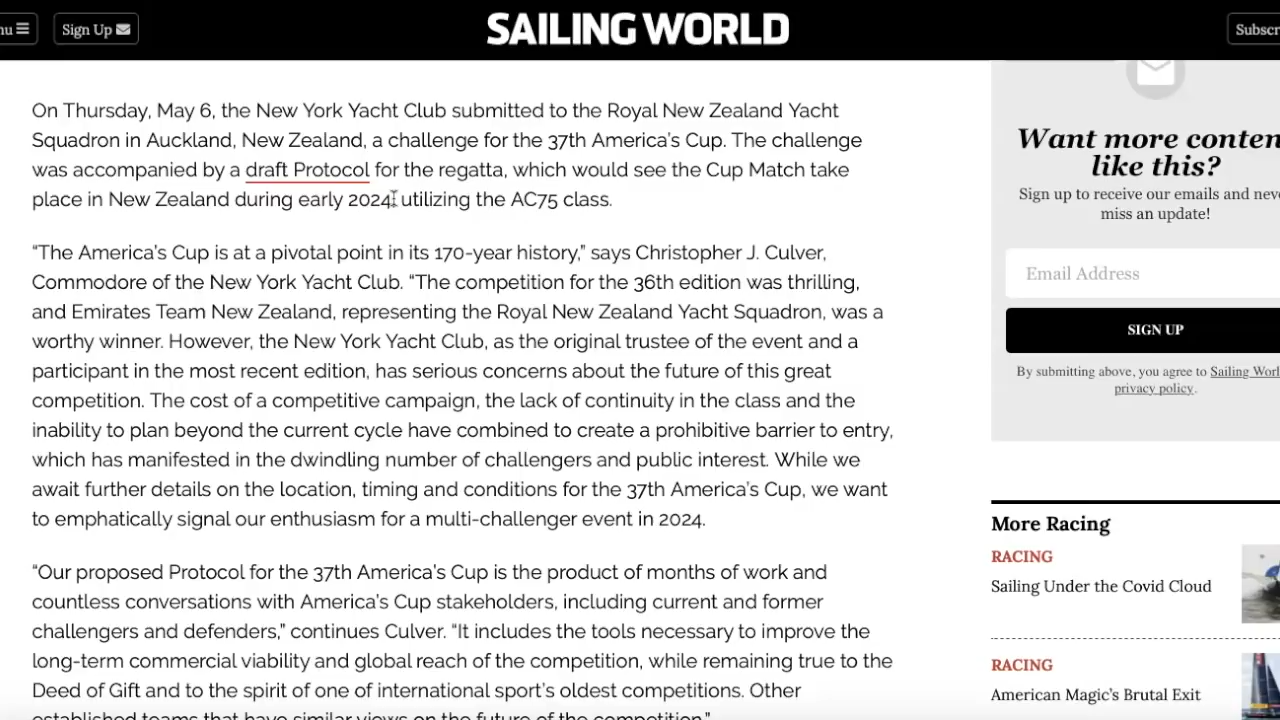 nu
Sign Up
SAILING WORLD
On Thursday, May 6, the New York Yacht Club submitted to the Royal New Zealand Yacht
Squadron in Auckland, New Zealand, a challenge for the 37th America’s Cup. The challenge
was accompanied by a draft Protocol for the regatta, which would see the Cup Match take
place in New Zealand during early 2024, utilizing the AC75 class.
“The America’s Cup is at a pivotal point in its 170-year history,” says Christopher J. Culver,
Commodore of the New York Yacht Club. “The competition for the 36th edition was thrilling,
and Emirates Team New Zealand, representing the Royal New Zealand Yacht Squadron, was a
worthy winner. However, the New York Yacht Club, as the original trustee of the event and a
participant in the most recent edition, has serious concerns about the future of this great
competition. The cost of a competitive campaign, the lack of continuity in the class and the
inability to plan beyond the current cycle have combined to create a prohibitive barrier to entry,
which has manifested in the dwindling number of challengers and public interest. While we
await further details on the location, timing and conditions for the 37th America’s Cup, we want
to emphatically signal our enthusiasm for a multi-challenger event in 2024.
“Our proposed Protocol for the 37th America’s Cup is the product of months of work and
countless conversations with America’s Cup stakeholders, including current and former
challengers and defenders,” continues Culver. “It includes the tools necessary to improve the
long-term commercial viability and global reach of the competition, while remaining true to the
Deed of Gift and to the spirit of one of international sport’s oldest competitions. Other
established teams that have similar views on the future of the competition.”
Subscr
Want more conten
like this?
Sign up to receive our emails and neve
miss an update!
Email Address
SIGN UP
By submitting above, you agree to Sailing Worl
privacy policy.
More Racing
RACING
Sailing Under the Covid Cloud
RACING
American Magic’s Brutal Exit